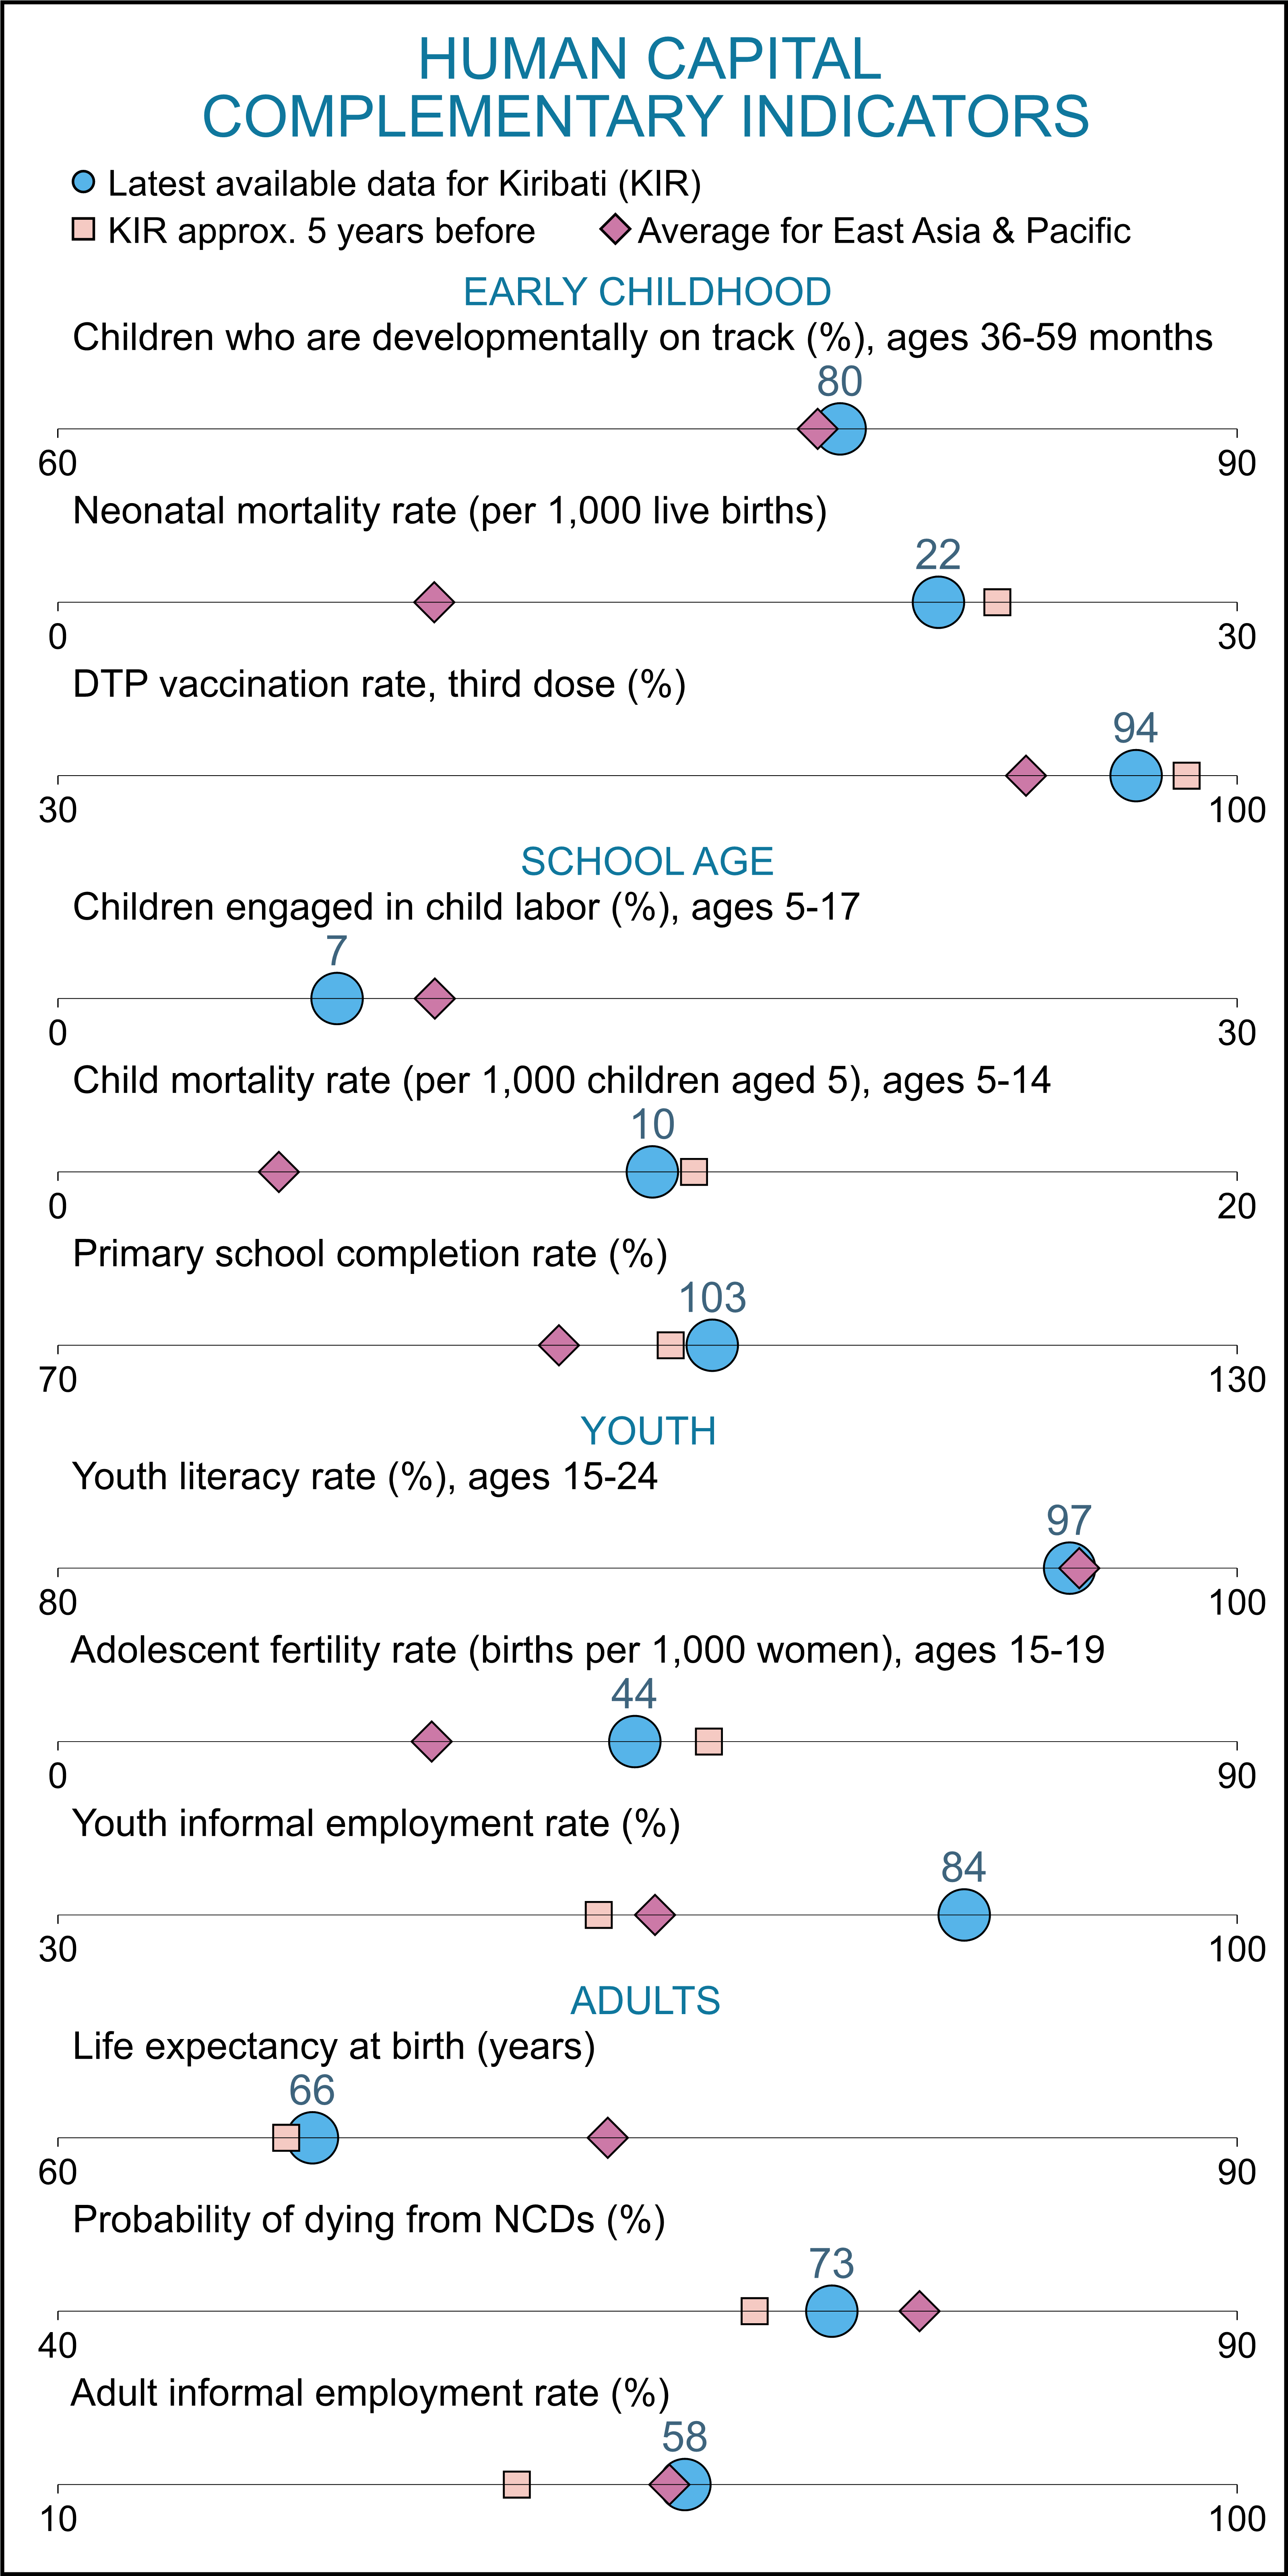 HUMAN CAPITAL
COMPLEMENTARY INDICATORS
Latest available data for Kiribati (KIR)
KIR approx. 5 years before
Average for East Asia & Pacific
EARLY CHILDHOOD
Children who are developmentally on track (%), ages 36-59 months
80
60
90
Neonatal mortality rate (per 1,000 live births)
22
0
30
DTP vaccination rate, third dose (%)
94
30
100
SCHOOL AGE
Children engaged in child labor (%), ages 5-17
7
0
30
Child mortality rate (per 1,000 children aged 5), ages 5-14
10
0
20
Primary school completion rate (%)
103
70
130
YOUTH
Youth literacy rate (%), ages 15-24
97
80
100
Adolescent fertility rate (births per 1,000 women), ages 15-19
44
0
90
Youth informal employment rate (%)
84
30
100
ADULTS
Life expectancy at birth (years)
66
60
90
Probability of dying from NCDs (%)
73
40
90
Adult informal employment rate (%)
58
10
100